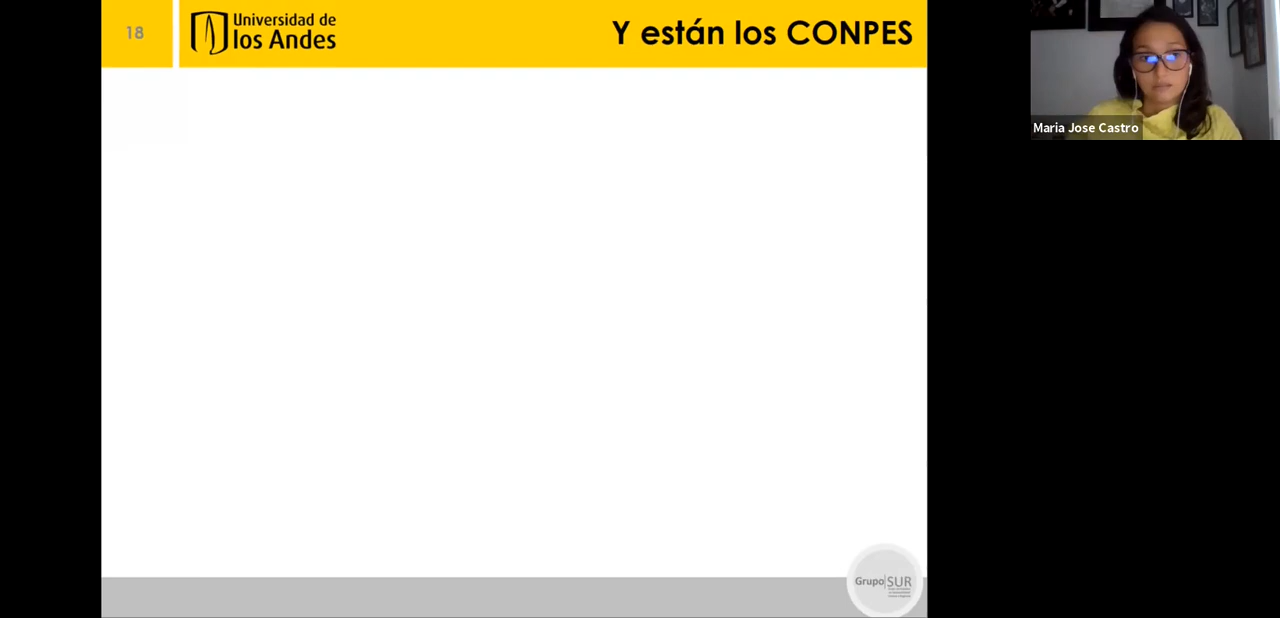 18
Universidad de
los Andes
Y están los CONPES
Maria Jose Castro
Grupo|SUR